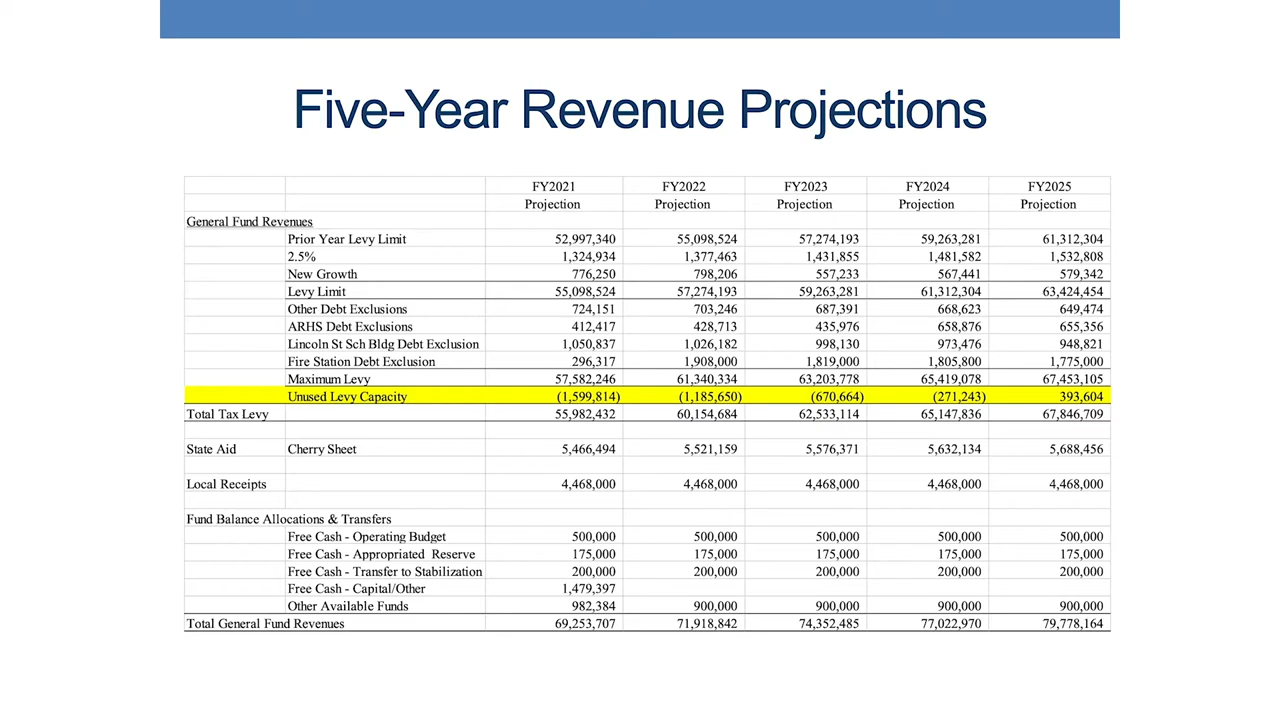 Five-Year Revenue Projections
FY2021 FY2022 FY2023 FY2024 FY2025
Projection Projection Projection Projection Projection
General Fund Revenues
Prior Year Levy Limit 52,997,340 55,098,524 57,274,193 59,263,281 61,312,304
2.5% 1,324,934 1,377,463 1,431,855 1,481,582 1,532,808
New Growth 776,250 798,206 557,233 567,441 579,342
Levy Limit 55,098,524 57,274,193 59,263,281 61,312,304 63,424,454
Other Debt Exclusions 724,151 703,246 687,391 668,623 649,474
ARHS Debt Exclusions 412,417 428,713 435,976 658,876 655,356
Lincoln St Sch Bldg Debt Exclusion 1,050,837 1,026,182 998,130 973,476 948,821
Fire Station Debt Exclusion 296,317 1,908,000 1,819,000 1,805,800 1,775,000
Maximum Levy 57,582,246 61,340,334 63,203,778 65,419,078 67,453,105
Unused Levy Capacity (1,599,814) (1,185,650) (670,664) (271,243) 393,604
Total Tax Levy 55,982,432 60,154,684 62,533,114 65,147,836 67,846,709
State Aid Cherry Sheet 5,466,494 5,521,159 5,576,371 5,632,134 5,688,456
Local Receipts 4,468,000 4,468,000 4,468,000 4,468,000 4,468,000
Fund Balance Allocations & Transfers
Free Cash - Operating Budget 500,000 500,000 500,000 500,000 500,000
Free Cash - Appropriated Reserve 175,000 175,000 175,000 175,000 175,000
Free Cash - Transfer to Stabilization 200,000 200,000 200,000 200,000 200,000
Free Cash - Capital/Other 1,479,397
Other Available Funds 982,384 900,000 900,000 900,000 900,000
Total General Fund Revenues 69,253,707 71,918,842 74,352,485 77,022,970 79,778,164